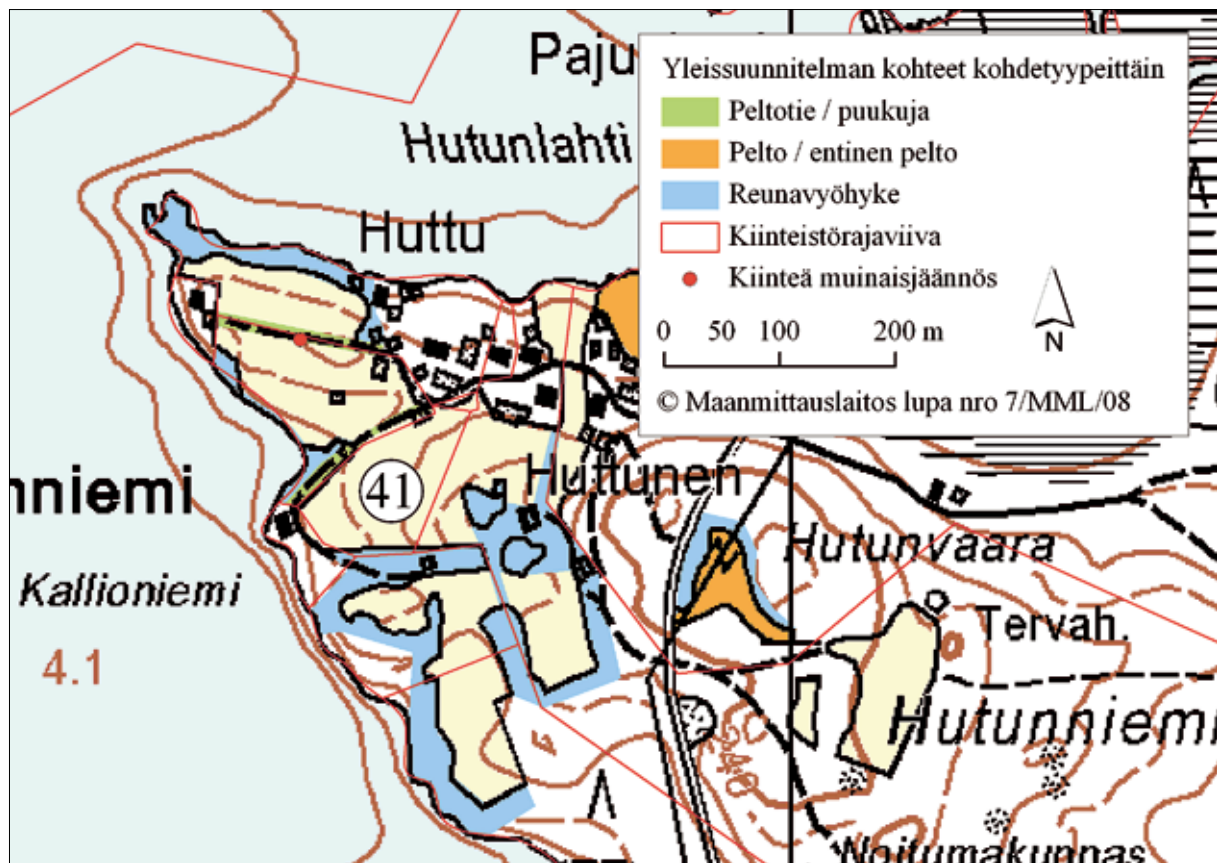 Hutunlahti
Huttu
Yleissuunnitelman kohteet kohdetyypeittäin
Peltotie / puukuja
Pelto / entinen pelto
Reunavyöhyke
Kiinteistörajaviiva
Kiinteä muinaisjäännös
0 50 100 200 m
N
© Maanmittauslaitos lupa nro 7/MML/08
41
Huttunen
nniemi
Kallioniemi
4.1
Hutunvaara
Tervah.
Hutunniemi
240
Noitumakunnas